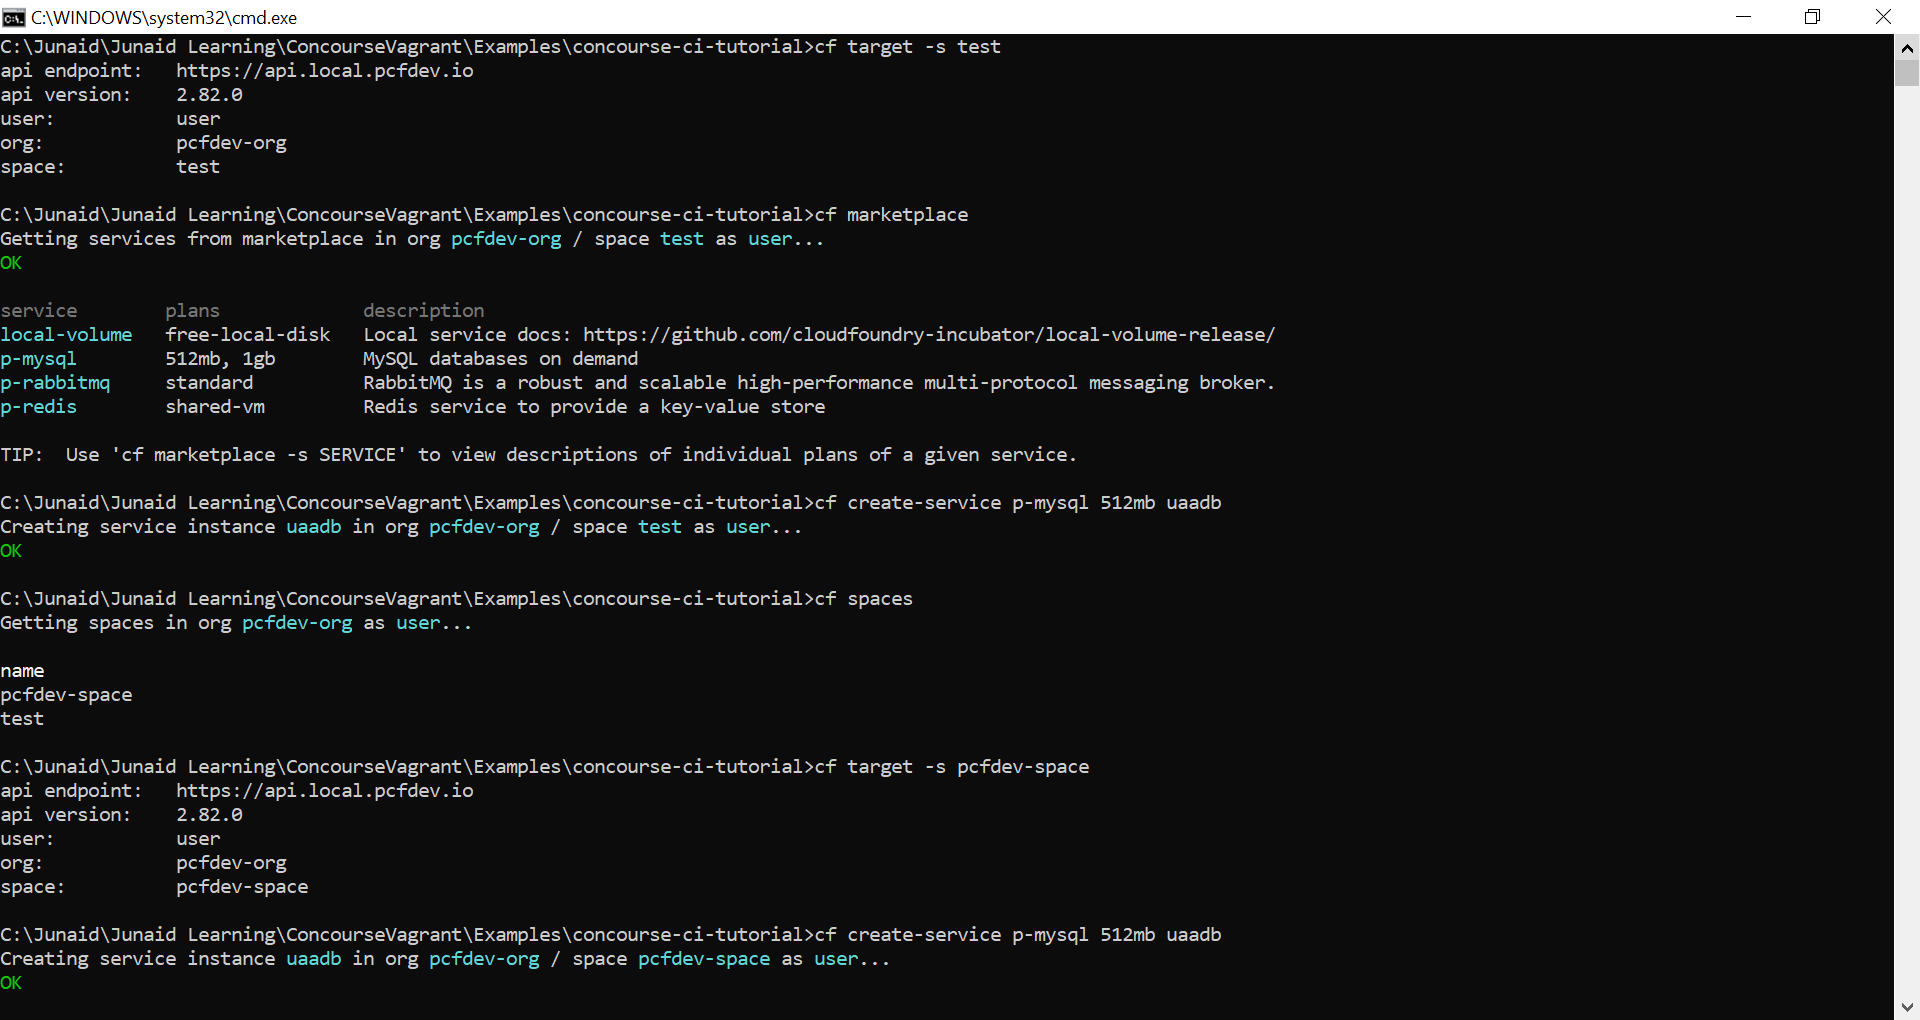 C:\WINDOWS\system32\cmd.exe
C:\Junaid\Junaid Learning\ConcourseVagrant\Examples\concourse-ci-tutorial>cf target -s test
api endpoint:   https://api.local.pcfdev.io
api version:    2.82.0
user:           user
org:            pcfdev-org
space:          test
C:\Junaid\Junaid Learning\ConcourseVagrant\Examples\concourse-ci-tutorial>cf marketplace
Getting services from marketplace in org pcfdev-org / space test as user...
OK
service        plans             description
local-volume   free-local-disk   Local service docs: https://github.com/cloudfoundry-incubator/local-volume-release/
p-mysql        512mb, 1gb        MySQL databases on demand
p-rabbitmq     standard          RabbitMQ is a robust and scalable high-performance multi-protocol messaging broker.
p-redis        shared-vm         Redis service to provide a key-value store
TIP:  Use 'cf marketplace -s SERVICE' to view descriptions of individual plans of a given service.
C:\Junaid\Junaid Learning\ConcourseVagrant\Examples\concourse-ci-tutorial>cf create-service p-mysql 512mb uaadb
Creating service instance uaadb in org pcfdev-org / space test as user...
OK
C:\Junaid\Junaid Learning\ConcourseVagrant\Examples\concourse-ci-tutorial>cf spaces
Getting spaces in org pcfdev-org as user...
name
pcfdev-space
test
C:\Junaid\Junaid Learning\ConcourseVagrant\Examples\concourse-ci-tutorial>cf target -s pcfdev-space
api endpoint:   https://api.local.pcfdev.io
api version:    2.82.0
user:           user
org:            pcfdev-org
space:          pcfdev-space
C:\Junaid\Junaid Learning\ConcourseVagrant\Examples\concourse-ci-tutorial>cf create-service p-mysql 512mb uaadb
Creating service instance uaadb in org pcfdev-org / space pcfdev-space as user...
OK